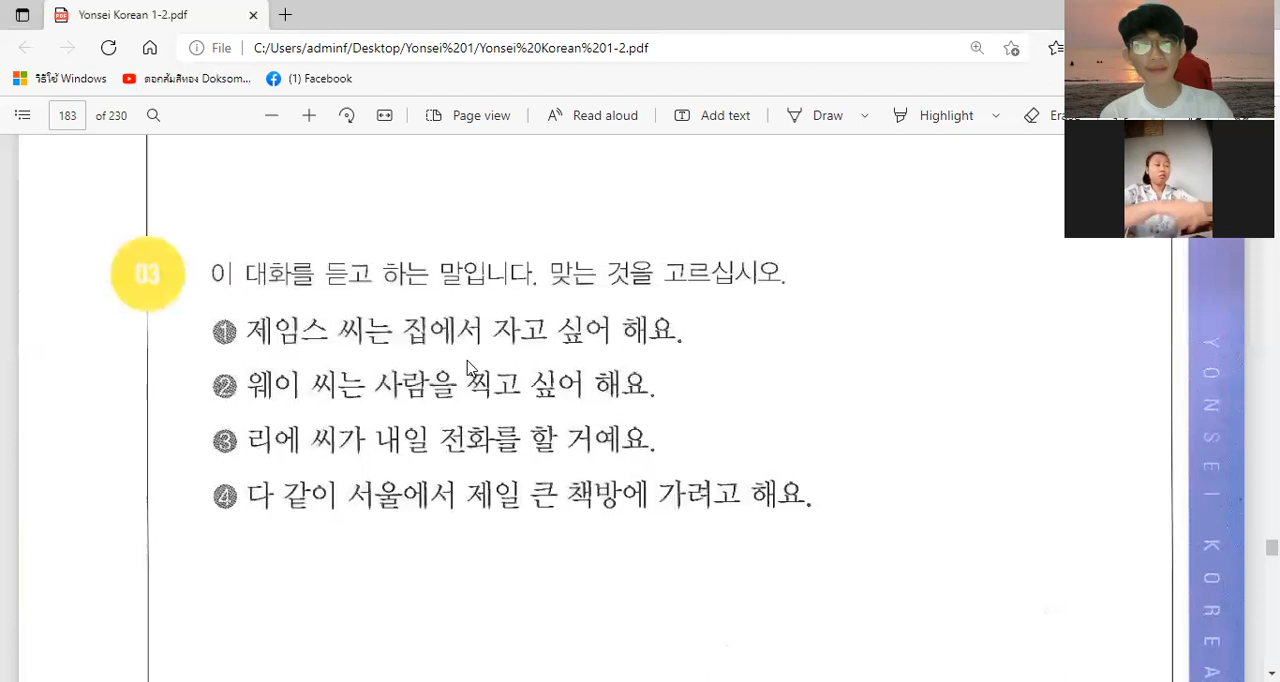 Yonsei Korean 1-2.pdf
File
C:/Users/adminf/Desktop/Yonsei%201/Yonsei%20Korean%201-2.pdf
วิธีใช้ Windows
ดอกส้มสีทอง Doksom...
(1) Facebook
183
of 230
Page view
Read aloud
Add text
Draw
Highlight
03
이 대화를 듣고 하는 말입니다. 맞는 것을 고르십시오.
① 제임스 씨는 집에서 자고 싶어 해요.
② 웨이 씨는 사람을 찍고 싶어 해요.
③ 리에 씨가 내일 전화를 할 거예요.
④ 다 같이 서울에서 제일 큰 책방에 가려고 해요.
YONSEI KOREA